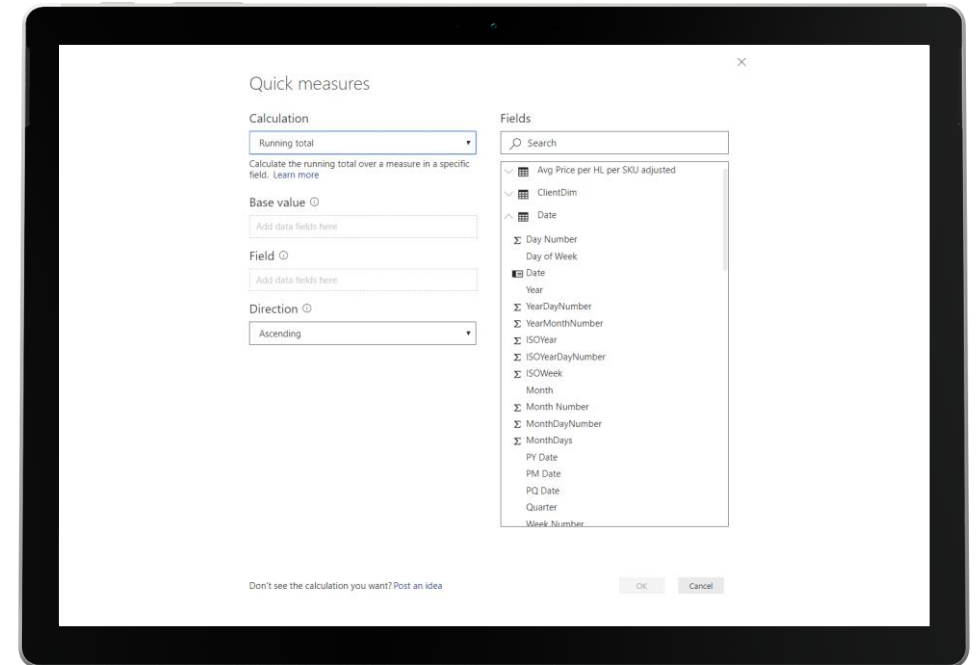 Quick measures
Calculation
Running total
Calculate the running total over a measure in a specific
field. Learn more
Base value
Add data fields here
Field
Add data fields here
Direction
Ascending
Fields
Search
Avg Price per HL per SKU adjusted
ClientDim
Date
Σ Day Number
Day of Week
Date
Year
Σ YearDayNumber
Σ YearMonthNumber
Σ ISOYear
Σ ISOYearDayNumber
Σ ISOWeek
Month
Σ Month Number
Σ MonthDayNumber
Σ MonthDays
PY Date
PM Date
PQ Date
Quarter
Week Number
Don't see the calculation you want? Post an idea
OK
Cancel